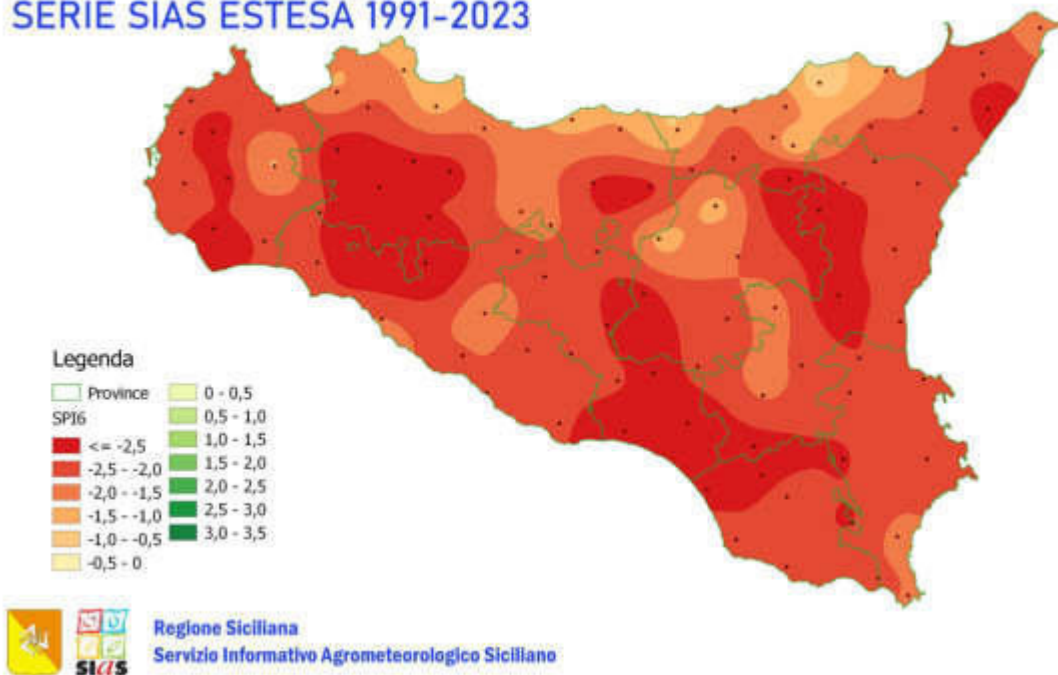 SERIE SIAS ESTESA 1991-2023
Legenda
Province
SPI6
<= -2,5
-2,5 - -2,0
-2,0 - -1,5
-1,5 - -1,0
-1,0 - -0,5
-0,5 - 0
0 - 0,5
0,5 - 1,0
1,0 - 1,5
1,5 - 2,0
2,0 - 2,5
2,5 - 3,0
3,0 - 3,5
SIAS
Regione Siciliana
Servizio Informativo Agrometeorologico Siciliano